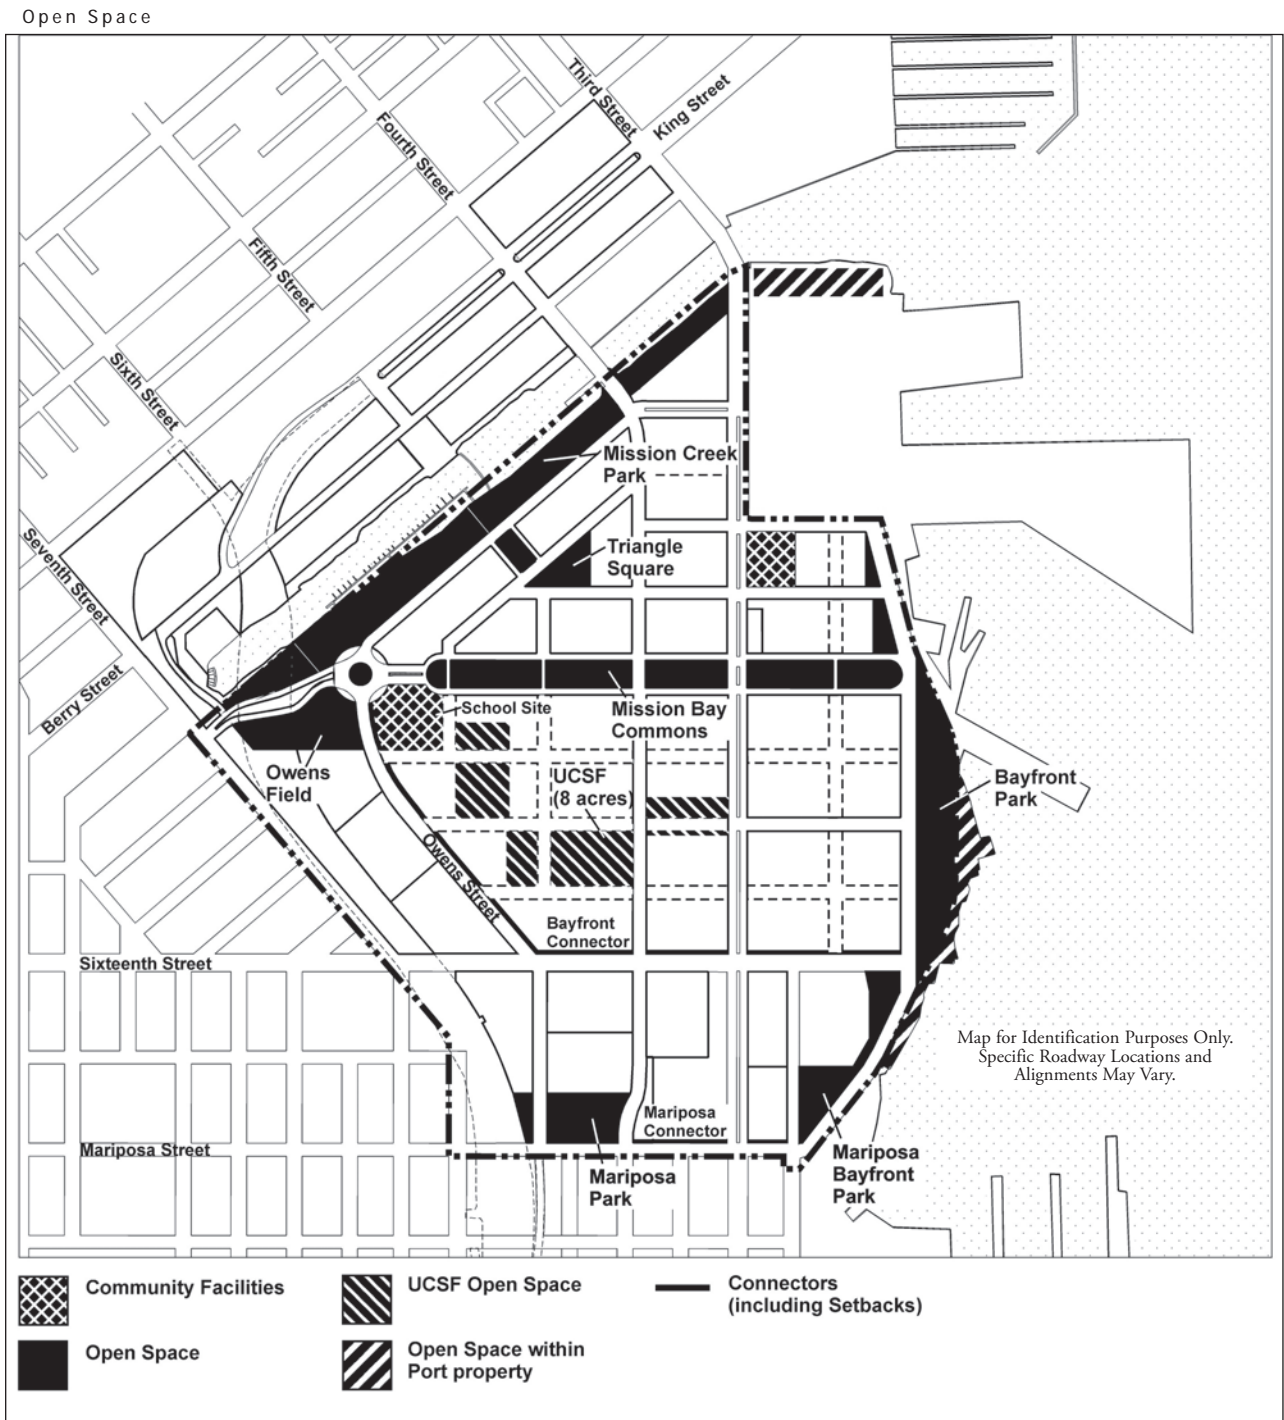 Open Space
Third Street
King Street
Fourth Street
Fifth Street
Sixth Street
Mission Creek
Park
Seventh Street
Triangle
Square
Berry Street
School Site
Mission Bay
Commons
Owens
Field
UCSF
(8 acres)
Bayfront
Park
Owens Street
Bayfront
Connector
Sixteenth Street
Map for Identification Purposes Only.
Specific Roadway Locations and
Alignments May Vary.
Mariposa
Connector
Mariposa Street
Mariposa
Park
Mariposa
Bayfront
Park
Community Facilities
UCSF Open Space
Connectors
(including Setbacks)
Open Space
Open Space within
Port property